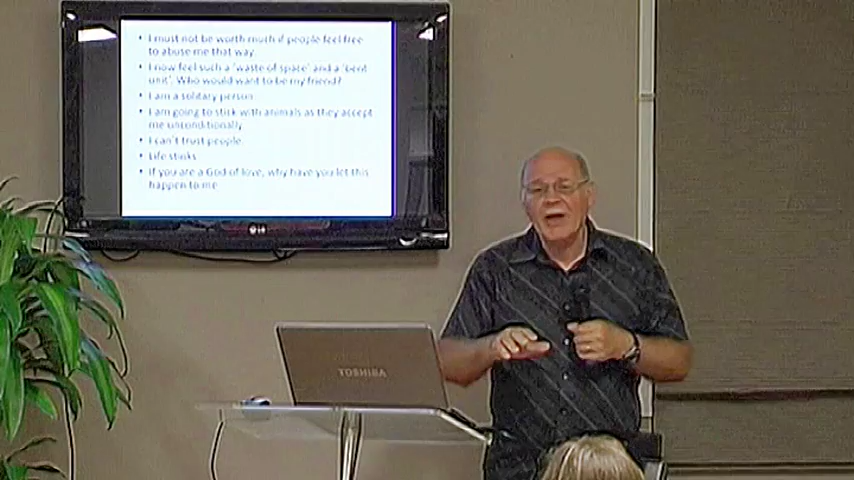 • I must not be worth much if people feel free
to abuse me that way.
• I now feel such a 'waste of space' and a 'bent
unit'. Who would want to be my friend?
• I am a solitary person
• I am going to stick with animals as they accept
me unconditionally
• I can't trust people.
• Life stinks
• If you are a God of love, why have you let this
happen to me
LG
TOSHIBA